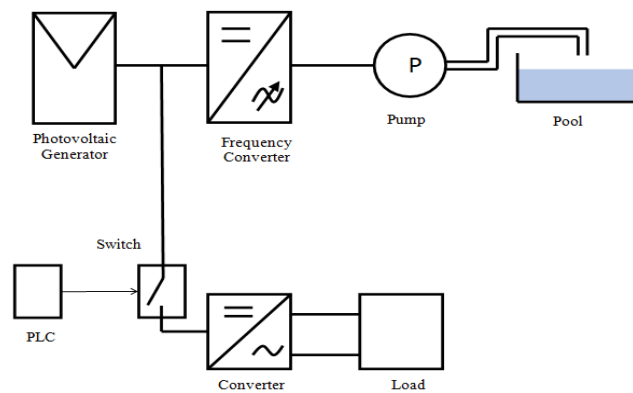 P
Photovoltaic
Generator
Frequency
Converter
Pump
Pool
Switch
PLC
Converter
Load